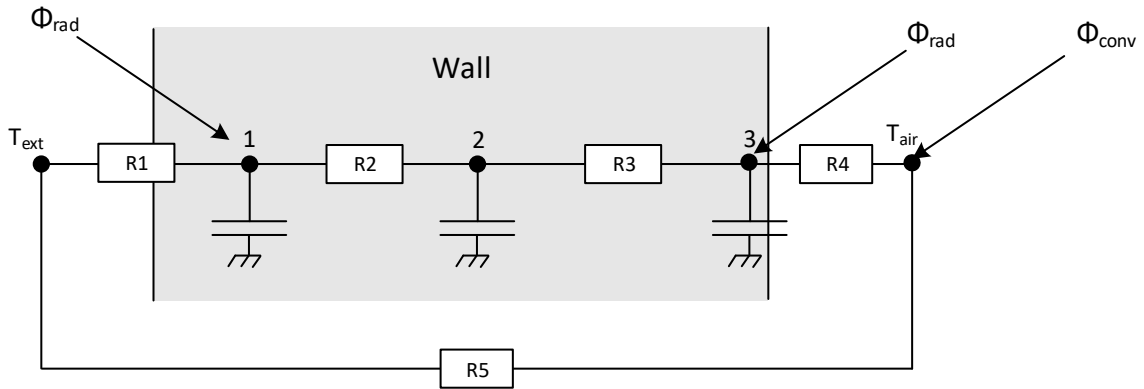 Φrad
Φrad
Φconv
Wall
Text
R1
1
R2
2
R3
3
R4
Tair
R5